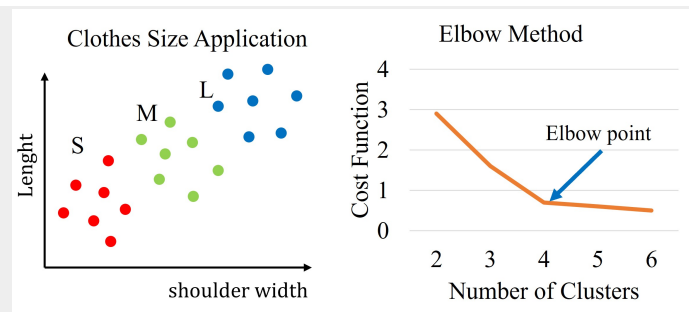 Clothes Size Application
S
M
L
Lenght
shoulder width
Elbow Method
4
3
2
1
0
Cost Function
Elbow point
2 3 4 5 6
Number of Clusters